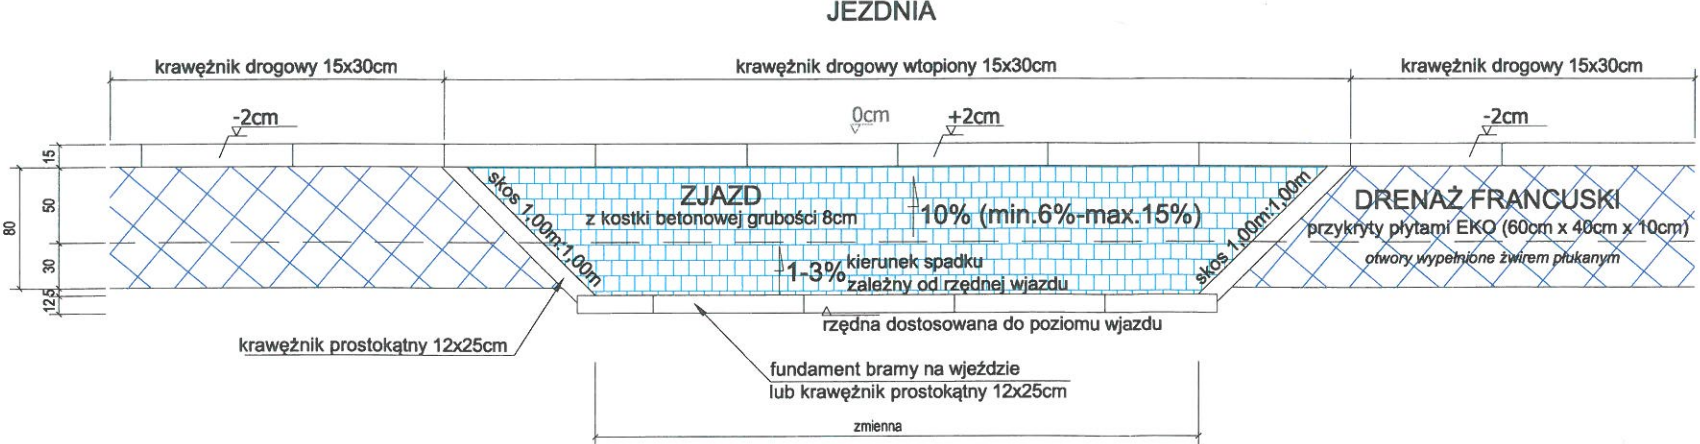 JEZDNIA
krawężnik drogowy 15x30cm
krawężnik drogowy wtopiony 15x30cm
krawężnik drogowy 15x30cm
-2cm
0cm
+2cm
-2cm
15
50
80
30
5
12
skos 1,00m:1,00m
ZJAZD
z kostki betonowej grubości 8cm
10% (min.6%-max.15%)
1-3%
kierunek spadku
zależny od rzędnej wjazdu
skos 1,00m:1,00m
DRENAŻ FRANCUSKI
przykryty płytami EKO (60cm x 40cm x 10cm)
otwory wypełnione żwirem płukanym
rzędna dostosowana do poziomu wjazdu
krawężnik prostokątny 12x25cm
fundament bramy na wjeździe
lub krawężnik prostokątny 12x25cm
zmienna